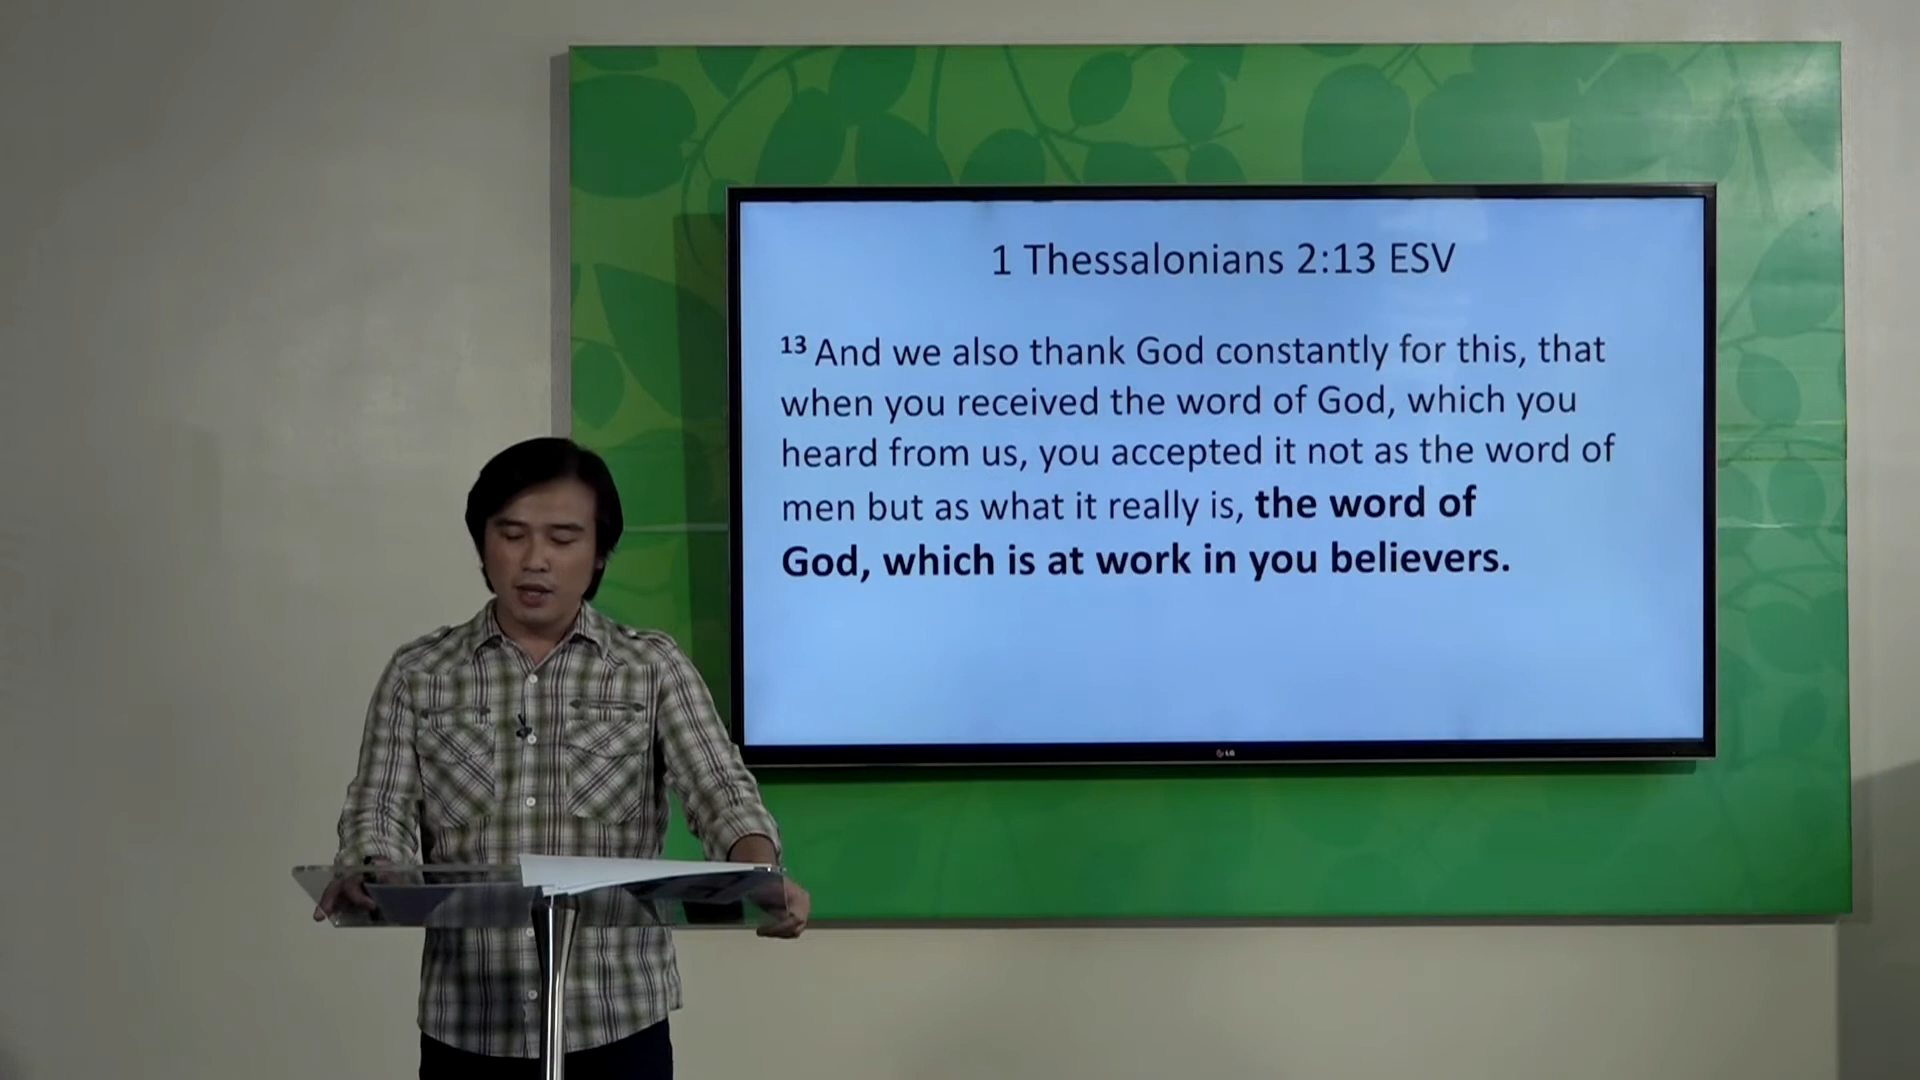 1 Thessalonians 2:13 ESV
13 And we also thank God constantly for this, that
when you received the word of God, which you
heard from us, you accepted it not as the word of
men but as what it really is, the word of
God, which is at work in you believers.
LG